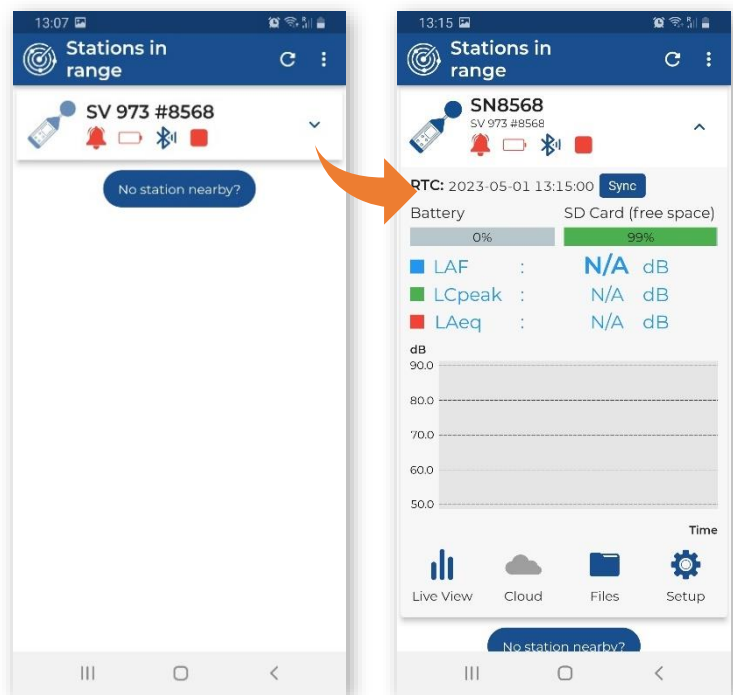 13:07
Stations in
range
SV 973 #8568
No station nearby?
13:15
Stations in
range
SN8568
SV 973 #8568
RTC: 2023-05-01 13:15:00 Sync
Battery SD Card (free space)
0% 99%
LAF : N/A dB
LCpeak : N/A dB
LAeq : N/A dB
dB
90.0
80.0
70.0
60.0
50.0
Time
Live View Cloud Files Setup
No station nearby?